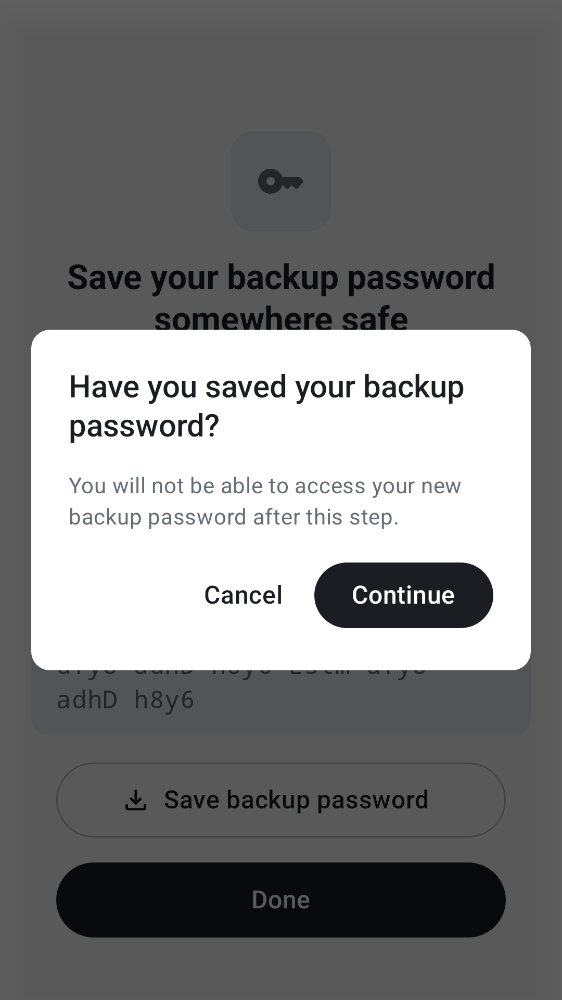 Save your backup password
somewhere safe
Have you saved your backup
password?
You will not be able to access your new
backup password after this step.
Cancel
Continue
adhD h8y6
Save backup password
Done